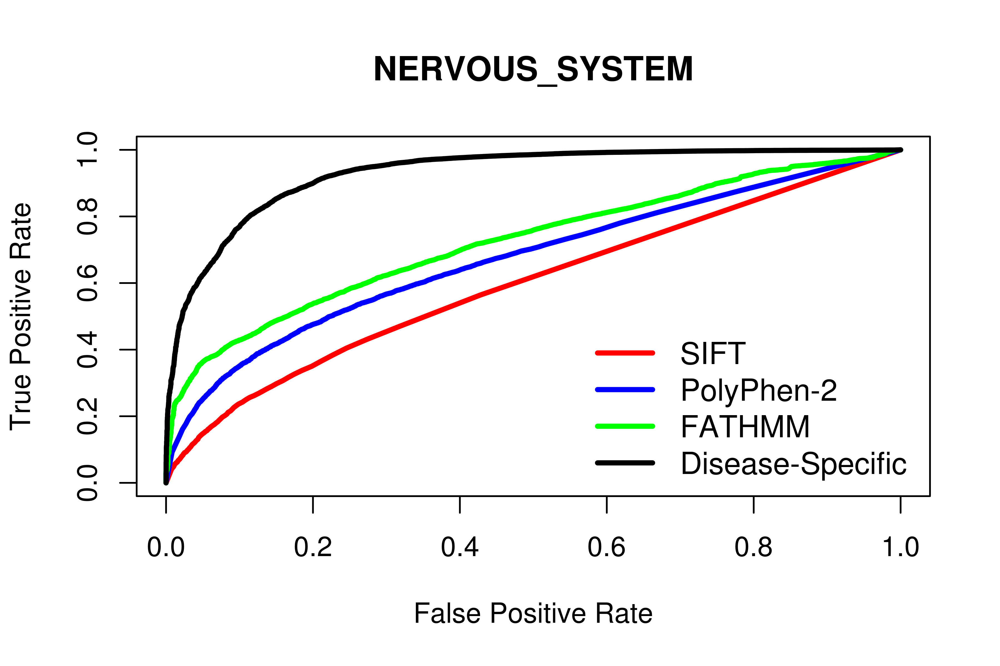 NERVOUS_SYSTEM
True Positive Rate
1.0
0.8
0.6
0.4
0.2
0.0
SIFT
PolyPhen-2
FATHMM
Disease-Specific
0.0 0.2 0.4 0.6 0.8 1.0
False Positive Rate